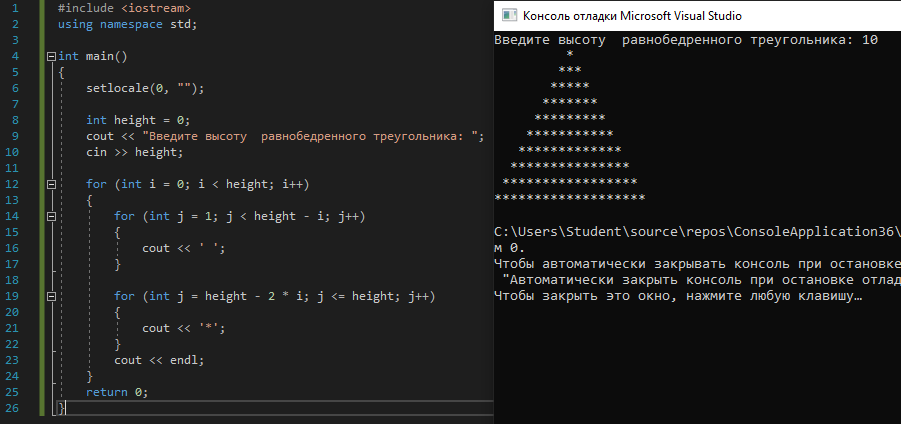 1 #include <iostream>
2 using namespace std;
3
4 int main()
5 {
6 setlocale(0, "");
7
8 int height = 0;
9 cout << "Введите высоту  равнобедренного треугольника: ";
10 cin >> height;
11
12 for (int i = 0; i < height; i++)
13 {
14 for (int j = 1; j < height - i; j++)
15 {
16 cout << ' ';
17 }
18
19 for (int j = height - 2 * i; j <= height; j++)
20 {
21 cout << '*';
22 }
23 cout << endl;
24 }
25 return 0;
26 }
Консоль отладки Microsoft Visual Studio
Введите высоту  равнобедренного треугольника: 10
         *
        ***
       *****
      *******
     *********
    ***********
   *************
  ***************
 *****************
*******************
C:\Users\Student\source\repos\ConsoleApplication36\
м 0.
Чтобы автоматически закрывать консоль при остановке
"Автоматически закрыть консоль при остановке отлад
Чтобы закрыть это окно, нажмите любую клавишу…